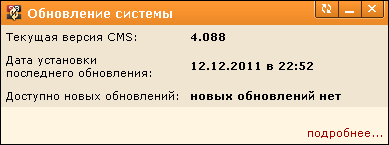 Обновление системы
Текущая версия CMS: 4.088
Дата установки
последнего обновления: 12.12.2011 в 22:52
Доступно новых обновлений: новых обновлений нет
подробнее...